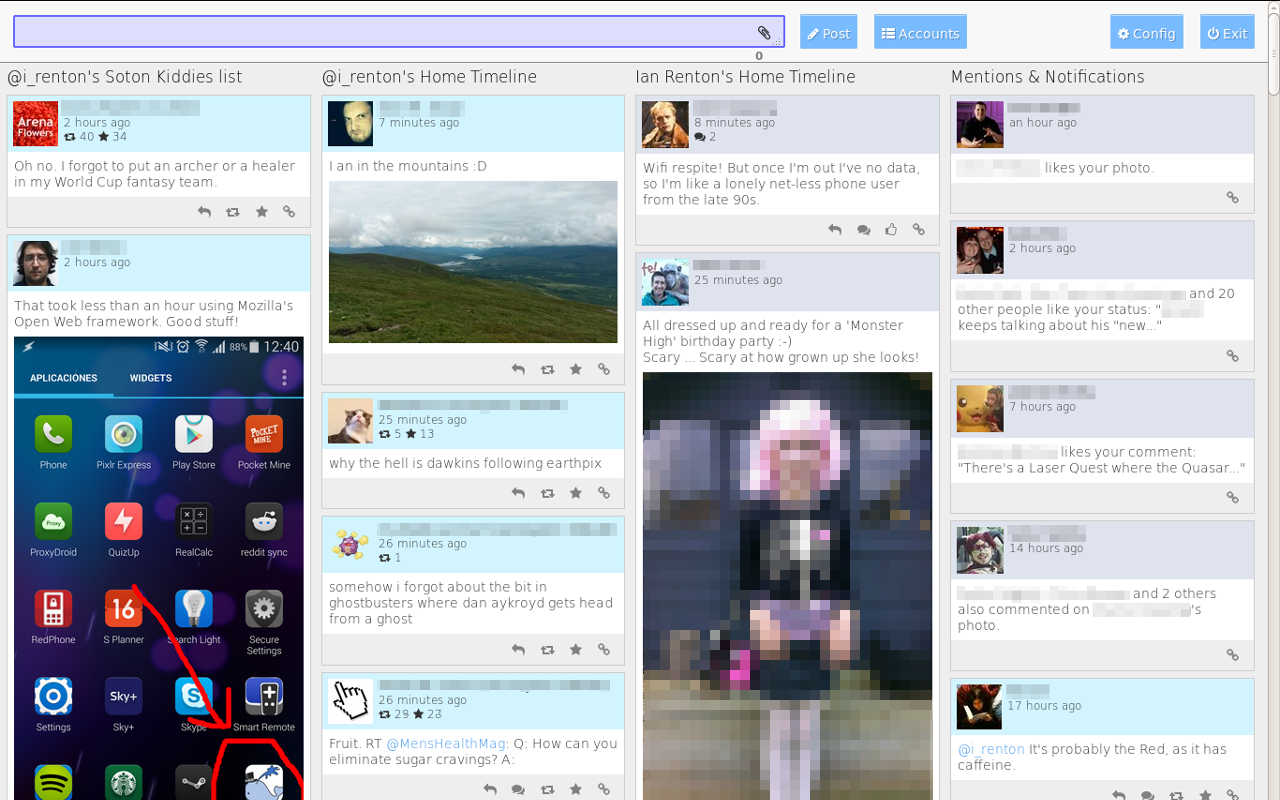 Post
Accounts
Config
Exit
0
@i_renton's Soton Kiddies list
Arena
Flowers
2 hours ago
40 34
Oh no. I forgot to put an archer or a healer
in my World Cup fantasy team.
2 hours ago
That took less than an hour using Mozilla's
Open Web framework. Good stuff!
88% 12:40
APLICACIONES WIDGETS
POCKET
MINE
Phone Pixlr Express Play Store Pocket Mine
Proxy
ProxyDroid QuizUp RealCalc reddit sync
16
RedPhone S Planner Search Light Secure
Settings
Sky+
Settings Sky+ Skype Smart Remote
@i_renton's Home Timeline
7 minutes ago
I an in the mountains :D
25 minutes ago
5 13
why the hell is dawkins following earthpix
26 minutes ago
1
somehow i forgot about the bit in
ghostbusters where dan aykroyd gets head
from a ghost
26 minutes ago
29 23
Fruit. RT @MensHealthMag: Q: How can you
eliminate sugar cravings? A:
Ian Renton's Home Timeline
8 minutes ago
2
Wifi respite! But once I'm out I've no data,
so I'm like a lonely net-less phone user
from the late 90s.
25 minutes ago
All dressed up and ready for a 'Monster
High' birthday party :-)
Scary ... Scary at how grown up she looks!
Mentions & Notifications
an hour ago
likes your photo.
2 hours ago
and 20
other people like your status: "
keeps talking about his "new..."
7 hours ago
likes your comment:
"There's a Laser Quest where the Quasar..."
14 hours ago
and 2 others
also commented on 's
photo.
17 hours ago
@i_renton It's probably the Red, as it has
caffeine.